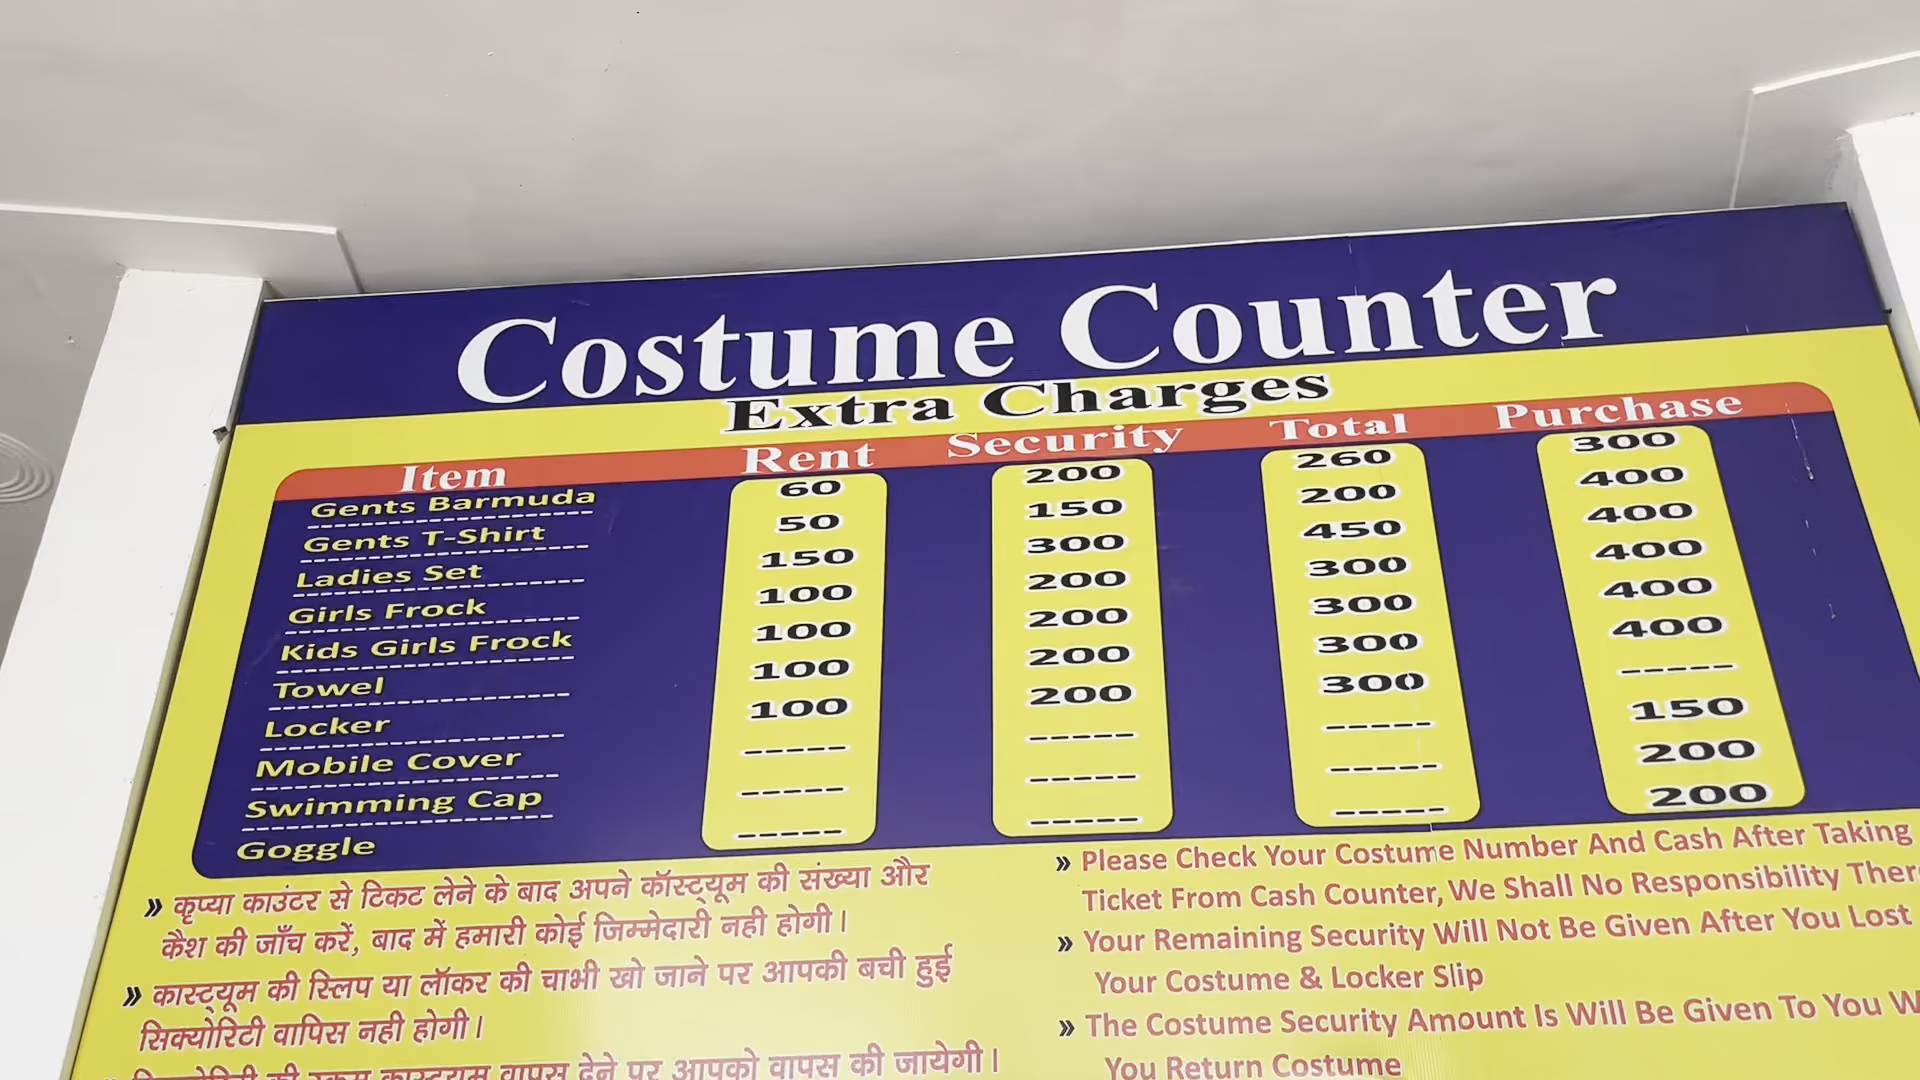 Costume Counter
Extra Charges
Item Rent Security Total Purchase
Gents Barmuda 60 200 260 300
Gents T-Shirt 50 150 200 400
Ladies Set 150 300 450 400
Girls Frock 100 200 300 400
Kids Girls Frock 100 200 300 400
Towel 100 200 300 400
Locker 100 200 300 -----
Mobile Cover ----- ----- ----- 150
Swimming Cap ----- ----- ----- 200
Goggle ----- ----- ----- 200
» कृप्या काउंटर से टिकट लेने के बाद अपने कॉस्ट्यूम की संख्या और
कैश की जाँच करें, बाद में हमारी कोई जिम्मेदारी नही होगी।
» कास्ट्यूम की स्लिप या लॉकर की चाभी खो जाने पर आपकी बची हुई
सिक्योरिटी वापिस नही होगी।
की रकम कास्ट्यूम वापस देने पर आपको वापस की जायेगी।
» Please Check Your Costume Number And Cash After Taking
Ticket From Cash Counter, We Shall No Responsibility
» Your Remaining Security Will Not Be Given After You Lost
Your Costume & Locker Slip
» The Costume Security Amount Is Will Be Given To You
You Return Costume